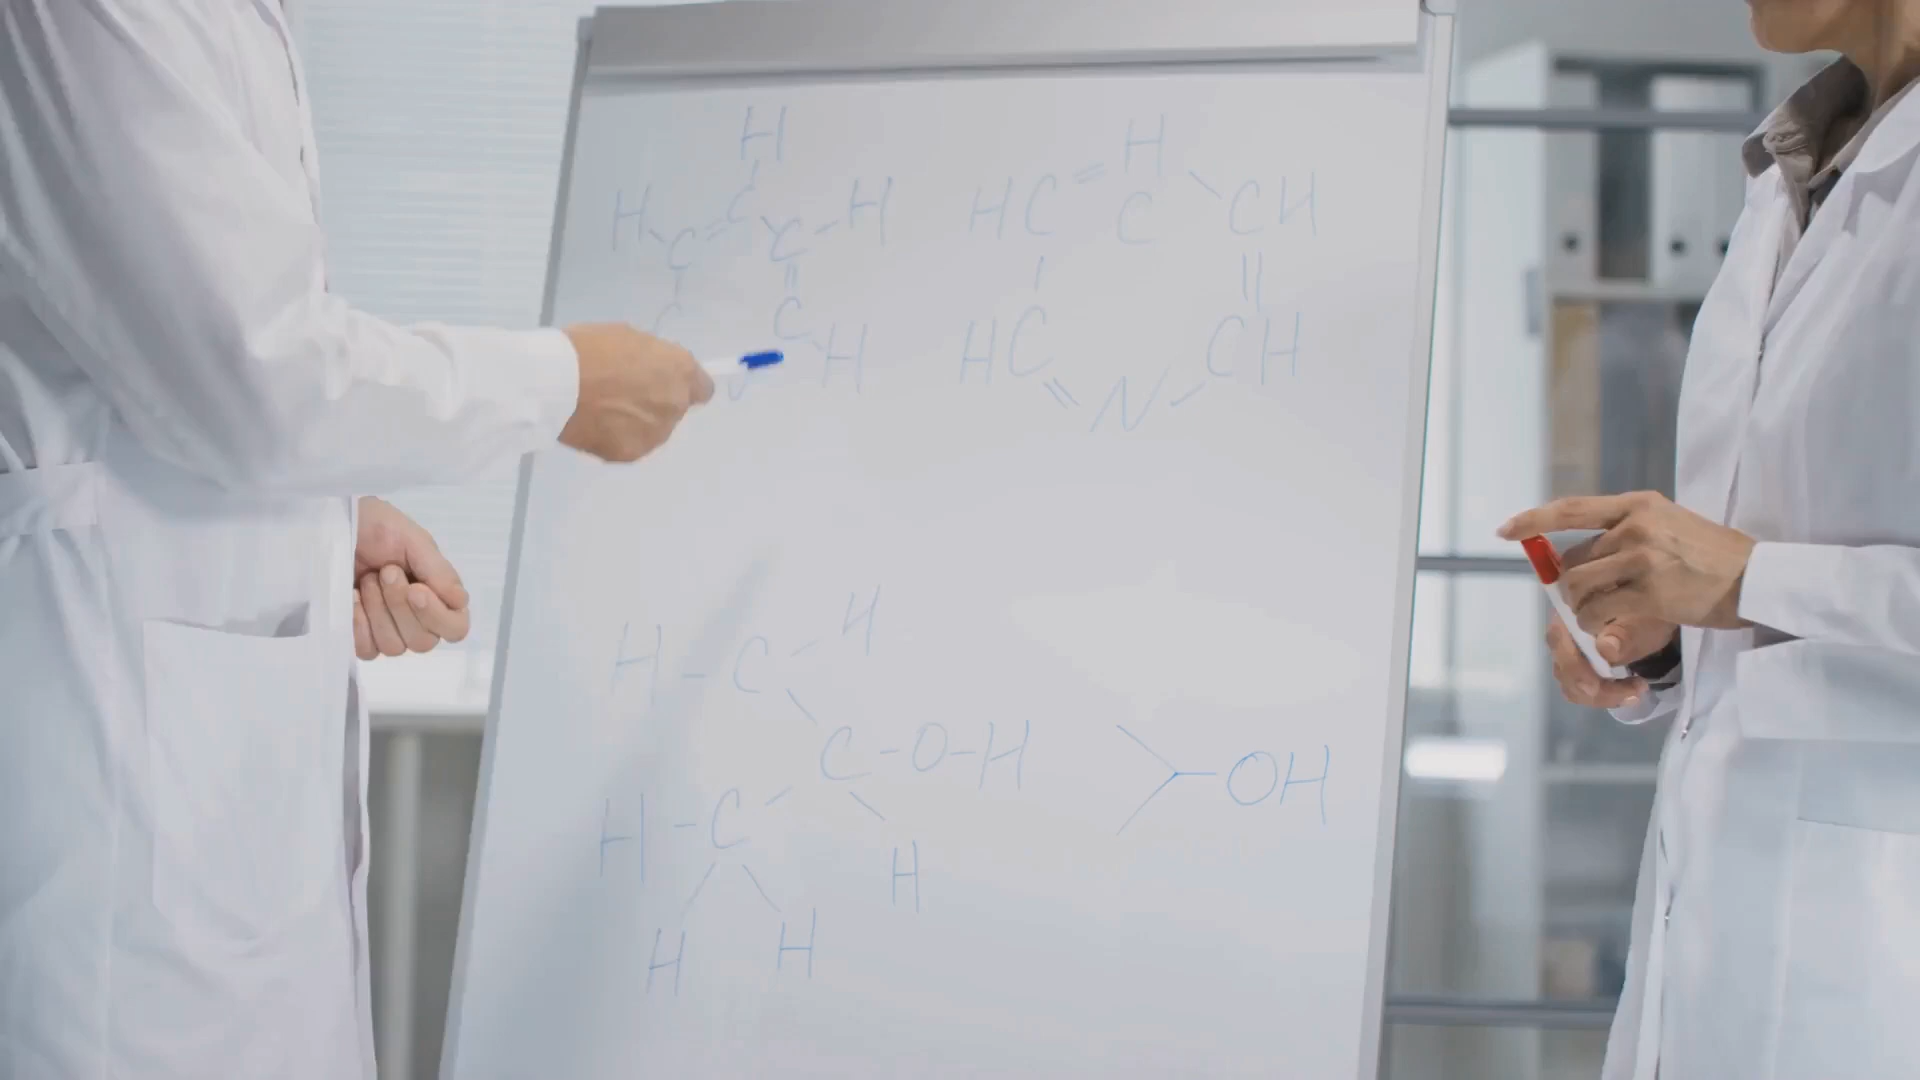 H H
H C = C C H HC = C CH
C C H HC CH
N
H - C H
C - O - H OH
H - C H
H H